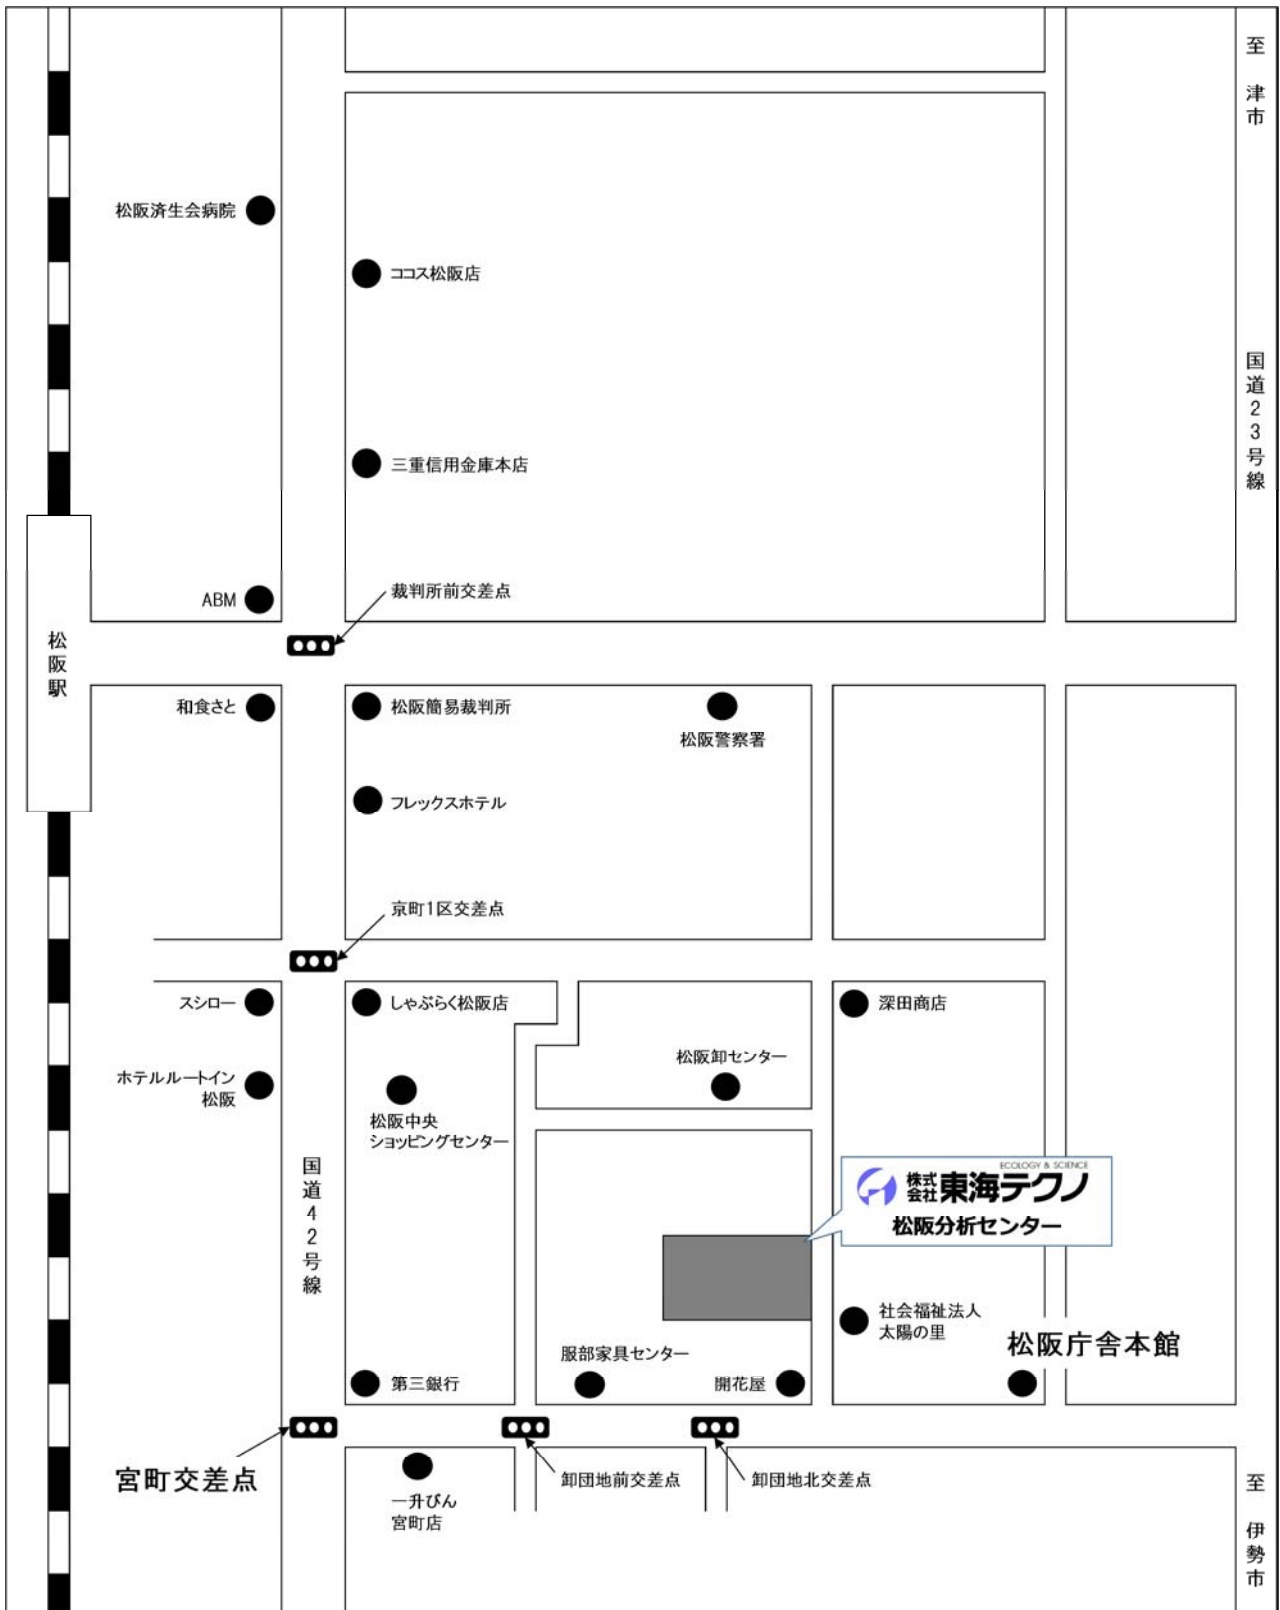 至 津市
松阪済生会病院
ココス松阪店
国道23号線
三重信用金庫本店
裁判所前交差点
ABM
松阪駅
和食さと
松阪簡易裁判所
松阪警察署
フレックスホテル
京町1区交差点
スシロー
しゃぶらく松阪店
深田商店
松阪卸センター
ホテルルートイン
松阪
松阪中央
ショッピングセンター
国道42号線
ECOLOGY & SCIENCE
株式会社東海テクノ
松阪分析センター
社会福祉法人
太陽の里
松阪庁舎本館
服部家具センター
第三銀行
開花屋
宮町交差点
卸団地前交差点
卸団地北交差点
一升びん
宮町店
至 伊勢市